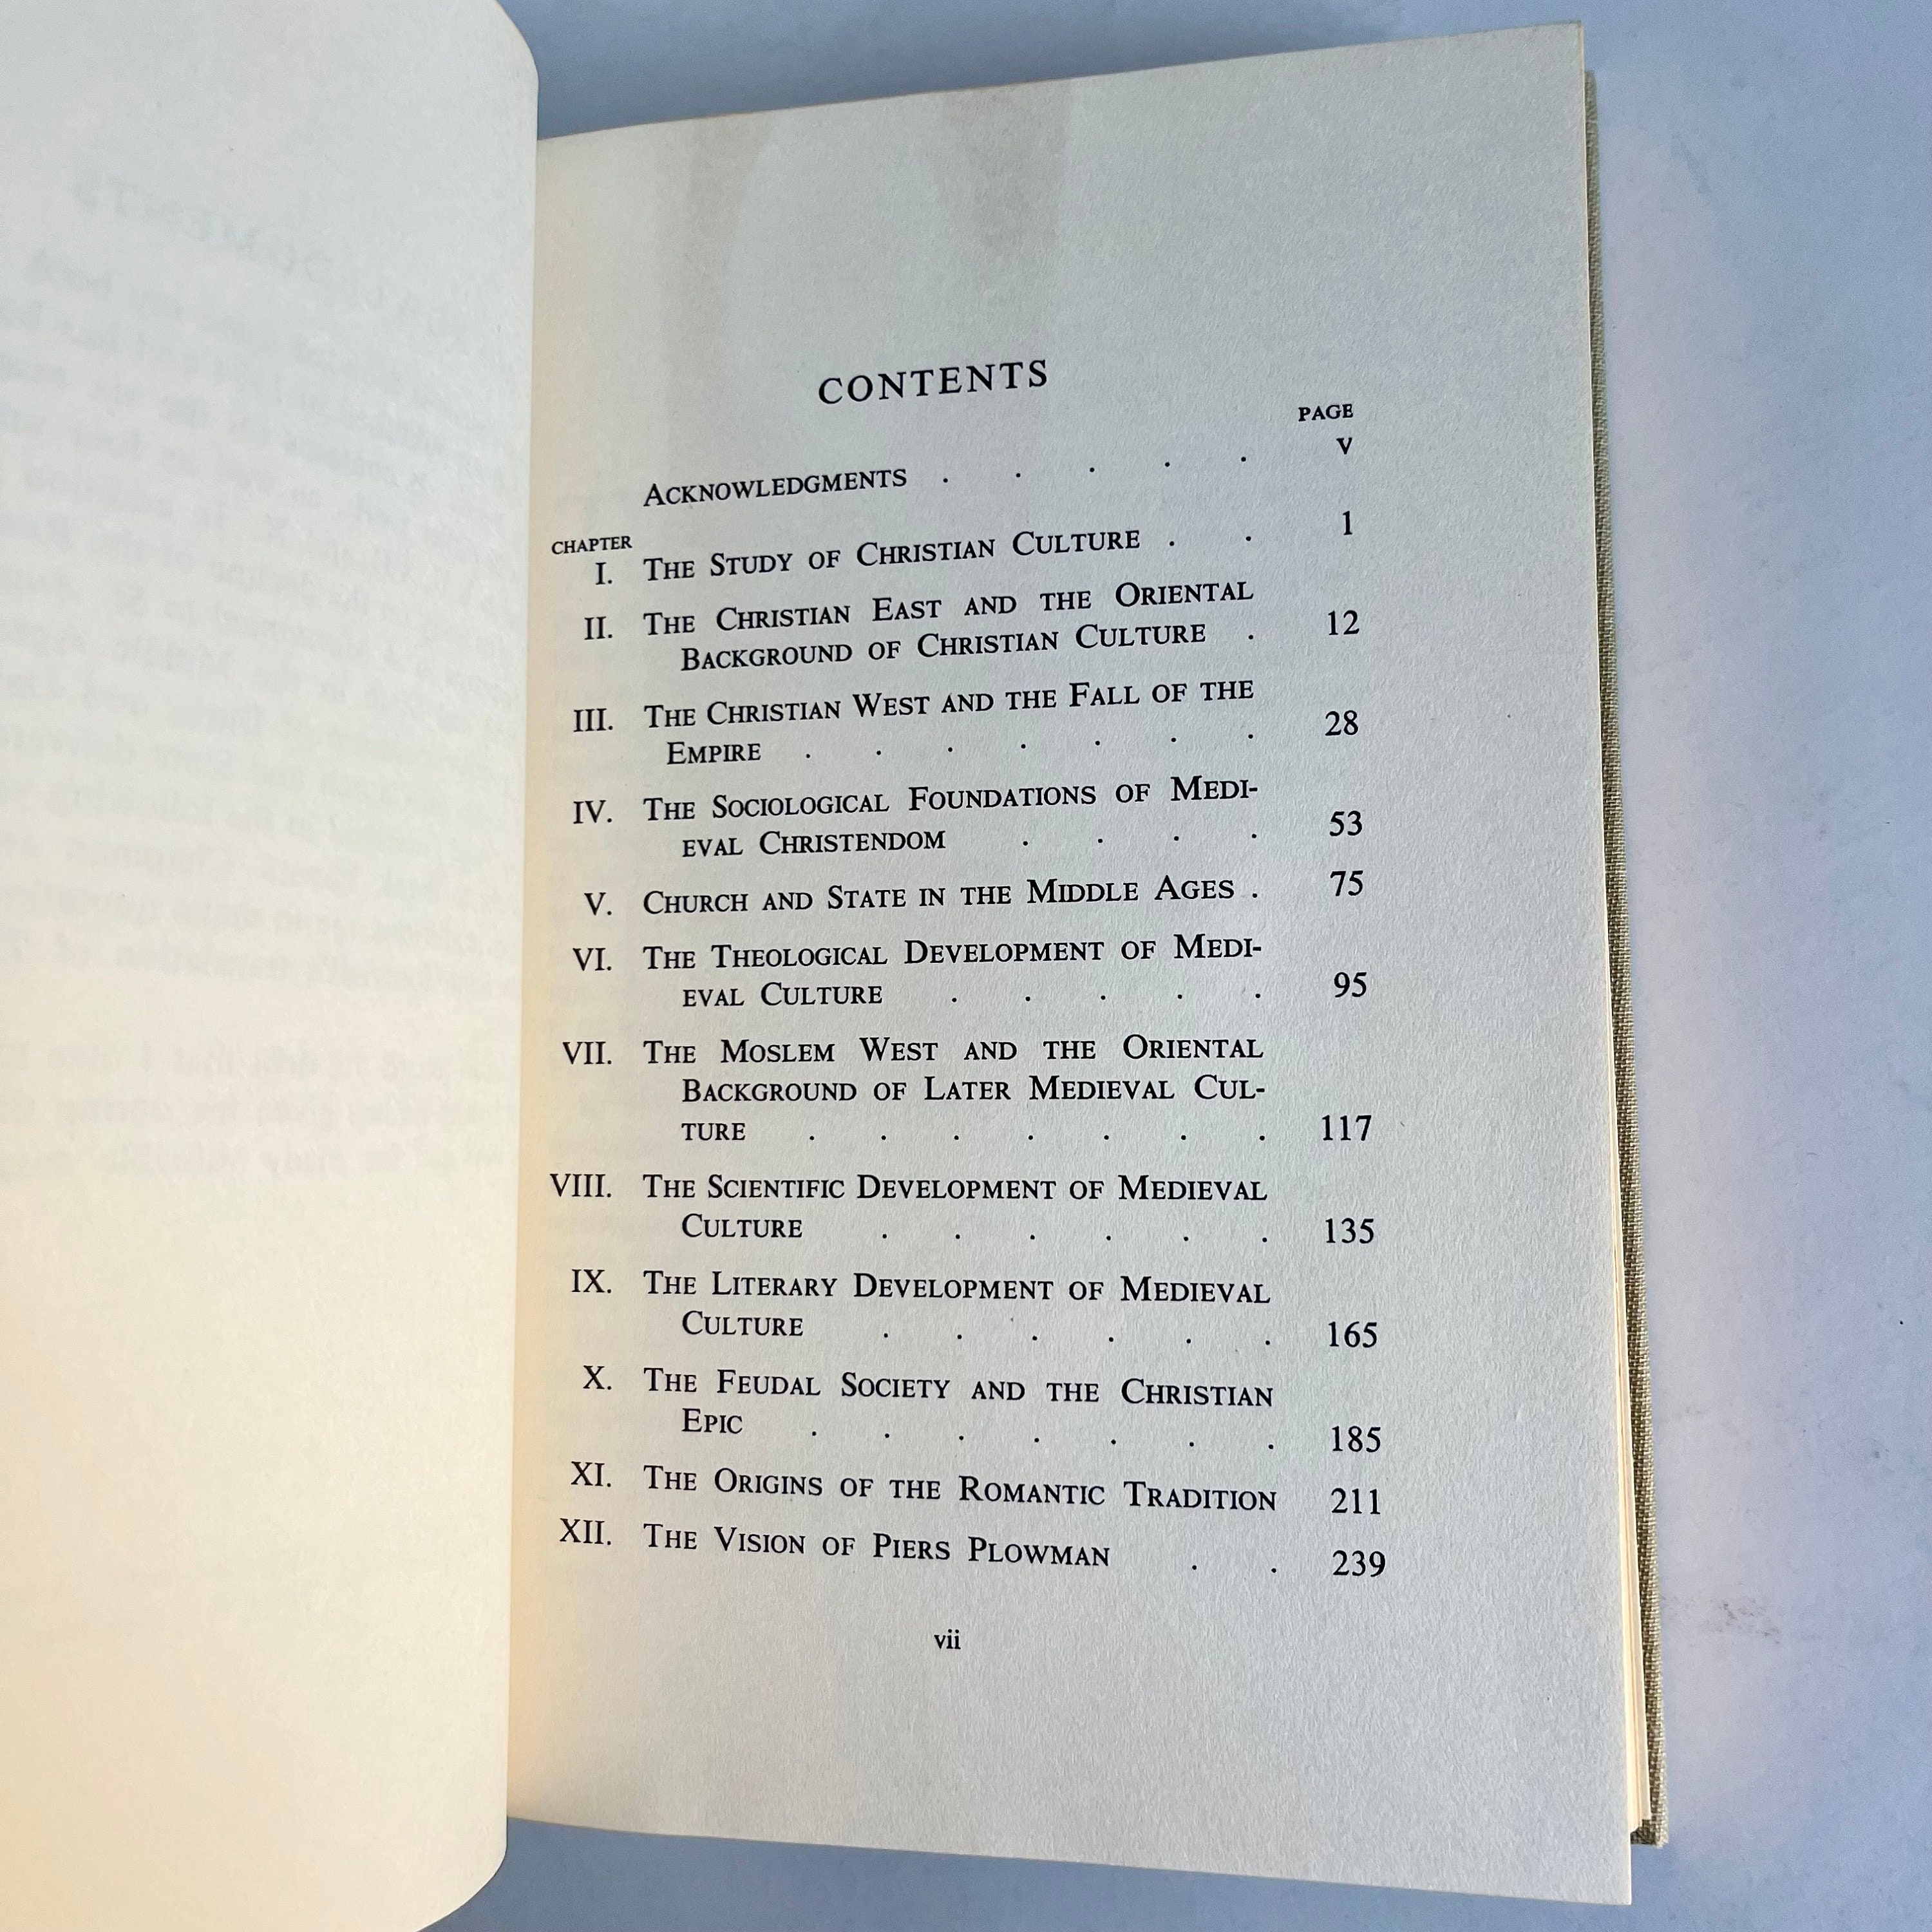 CONTENTS
PAGE
ACKNOWLEDGMENTS . . . . . V
CHAPTER
I. THE STUDY OF CHRISTIAN CULTURE . . 1
II. THE CHRISTIAN EAST AND THE ORIENTAL
BACKGROUND OF CHRISTIAN CULTURE . 12
III. THE CHRISTIAN WEST AND THE FALL OF THE
EMPIRE . . . . . . . 28
IV. THE SOCIOLOGICAL FOUNDATIONS OF MEDI-
EVAL CHRISTENDOM . . . . 53
V. CHURCH AND STATE IN THE MIDDLE AGES . 75
VI. THE THEOLOGICAL DEVELOPMENT OF MEDI-
EVAL CULTURE . . . . . 95
VII. THE MOSLEM WEST AND THE ORIENTAL
BACKGROUND OF LATER MEDIEVAL CUL-
TURE . . . . . . . 117
VIII. THE SCIENTIFIC DEVELOPMENT OF MEDIEVAL
CULTURE . . . . . . 135
IX. THE LITERARY DEVELOPMENT OF MEDIEVAL
CULTURE . . . . . . 165
X. THE FEUDAL SOCIETY AND THE CHRISTIAN
EPIC . . . . . . . 185
XI. THE ORIGINS OF THE ROMANTIC TRADITION 211
XII. THE VISION OF PIERS PLOWMAN . . 239
vii